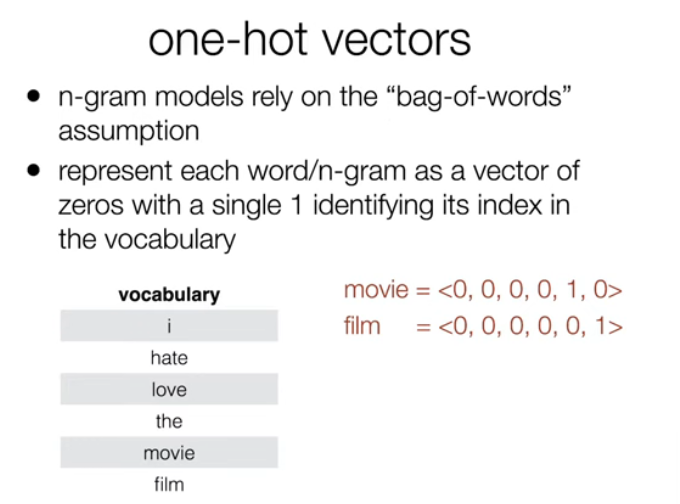 one-hot vectors
● n-gram models rely on the “bag-of-words”
assumption
● represent each word/n-gram as a vector of
zeros with a single 1 identifying its index in
the vocabulary
vocabulary
i
hate
love
the
movie
film
movie = <0, 0, 0, 0, 1, 0>
film = <0, 0, 0, 0, 0, 1>